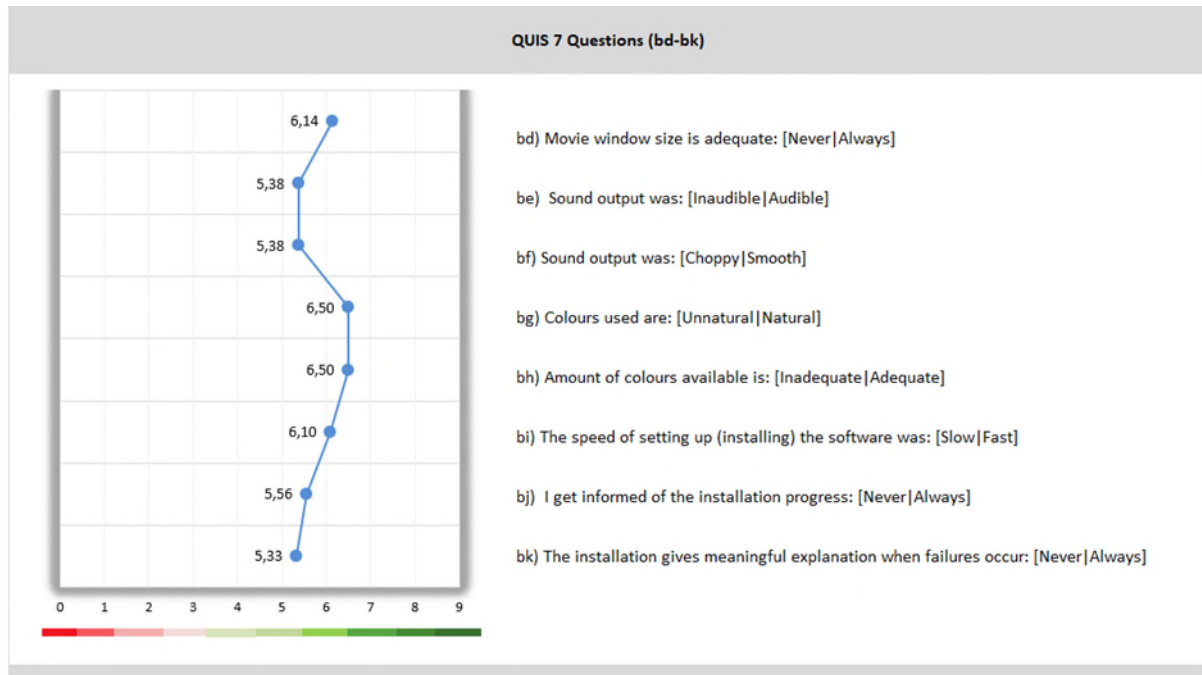 QUIS 7 Questions (bd-bk)
6,14
5,38
5,38
6,50
6,50
6,10
5,56
5,33
0 1 2 3 4 5 6 7 8 9
bd) Movie window size is adequate: [Never|Always]
be) Sound output was: [Inaudible|Audible]
bf) Sound output was: [Choppy|Smooth]
bg) Colours used are: [Unnatural|Natural]
bh) Amount of colours available is: [Inadequate|Adequate]
bi) The speed of setting up (installing) the software was: [Slow|Fast]
bj) I get informed of the installation progress: [Never|Always]
bk) The installation gives meaningful explanation when failures occur: [Never|Always]